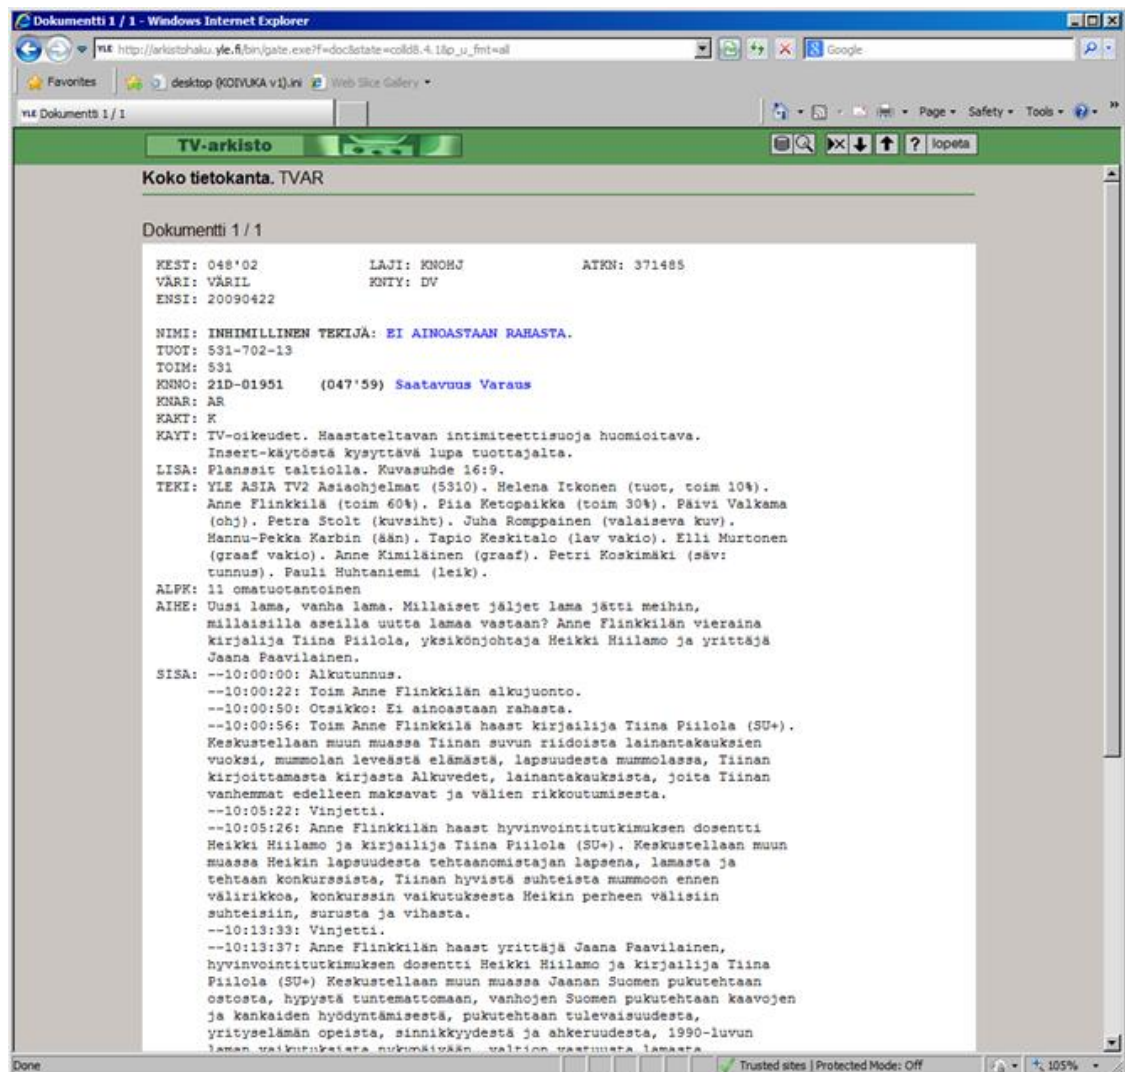 Dokumentti 1 / 1 - Windows Internet Explorer
YLE http://arkistohaku.yle.fi/bin/gate.exe?f=doc&state=colld8.4.1&p_u_fmt=all
Google
Favorites desktop (KOIVUKA v1).ini Web Slice Gallery
YLE Dokumentti 1 / 1 Page Safety Tools
TV-arkisto ? lopeta
Koko tietokanta. TVAR
Dokumentti 1 / 1
KEST: 048'02 LAJI: KNOHJ ATKN: 371485
VÄRI: VÄRIL KNTY: DV
ENSI: 20090422
NIMI: INHIMILLINEN TEKIJÄ: EI AINOASTAAN RAHASTA.
TUOT: 531-702-13
TOIM: 531
KNNO: 21D-01951 (047'59) Saatavuus Varaus
KNAR: AR
KAKT: K
KAYT: TV-oikeudet. Haastateltavan intimiteettisuoja huomioitava.
Insert-käytöstä kysyttävä lupa tuottajalta.
LISA: Planssit taltiolla. Kuvasuhde 16:9.
TEKI: YLE ASIA TV2 Asiaohjelmat (5310). Helena Itkonen (tuot, toim 10%).
Anne Flinkkilä (toim 60%). Piia Ketopaikka (toim 30%). Päivi Valkama
(ohj). Petra Stolt (kuvsiht). Juha Romppainen (valaiseva kuv).
Hannu-Pekka Karbin (ään). Tapio Keskitalo (lav vakio). Elli Murtonen
(graaf vakio). Anne Kimiläinen (graaf). Petri Koskimäki (säv:
tunnus). Pauli Huhtaniemi (leik).
ALPK: 11 omatuotantoinen
AIHE: Uusi lama, vanha lama. Millaiset jäljet lama jätti meihin,
millaisilla aseilla uutta lamaa vastaan? Anne Flinkkilän vieraina
kirjalija Tiina Piilola, yksikönjohtaja Heikki Hiilamo ja yrittäjä
Jaana Paavilainen.
SISA: --10:00:00: Alkutunnus.
--10:00:22: Toim Anne Flinkkilän alkujuonto.
--10:00:50: Otsikko: Ei ainoastaan rahasta.
--10:00:56: Toim Anne Flinkkilä haast kirjailija Tiina Piilola (SU+).
Keskustellaan muun muassa Tiinan suvun riidoista lainantakauksien
vuoksi, mummolan leveästä elämästä, lapsuudesta mummolassa, Tiinan
kirjoittamasta kirjasta Alkuvedet, lainantakauksista, joita Tiinan
vanhemmat edelleen maksavat ja välien rikkoutumisesta.
--10:05:22: Vinjetti.
--10:05:26: Anne Flinkkilän haast hyvinvointitutkimuksen dosentti
Heikki Hiilamo ja kirjailija Tiina Piilola (SU+). Keskustellaan muun
muassa Heikin lapsuudesta tehtaanomistajan lapsena, lamasta ja
tehtaan konkurssista, Tiinan hyvistä suhteista mummoon ennen
välirikkoa, konkurssin vaikutuksesta Heikin perheen välisiin
suhteisiin, surusta ja vihasta.
--10:13:33: Vinjetti.
--10:13:37: Anne Flinkkilän haast yrittäjä Jaana Paavilainen,
hyvinvointitutkimuksen dosentti Heikki Hiilamo ja kirjailija Tiina
Piilola (SU+) Keskustellaan muun muassa Jaanan Suomen pukutehtaan
ostosta, hypystä tuntemattomaan, vanhojen Suomen pukutehtaan kaavojen
ja kankaiden hyödyntämisestä, pukutehtaan tulevaisuudesta,
yrityselämän opeista, sinnikkyydestä ja ahkeruudesta, 1990-luvun
laman vaikutuksista nykypäivään, valtion vastuusta lamasta
Done Trusted sites | Protected Mode: Off 105%